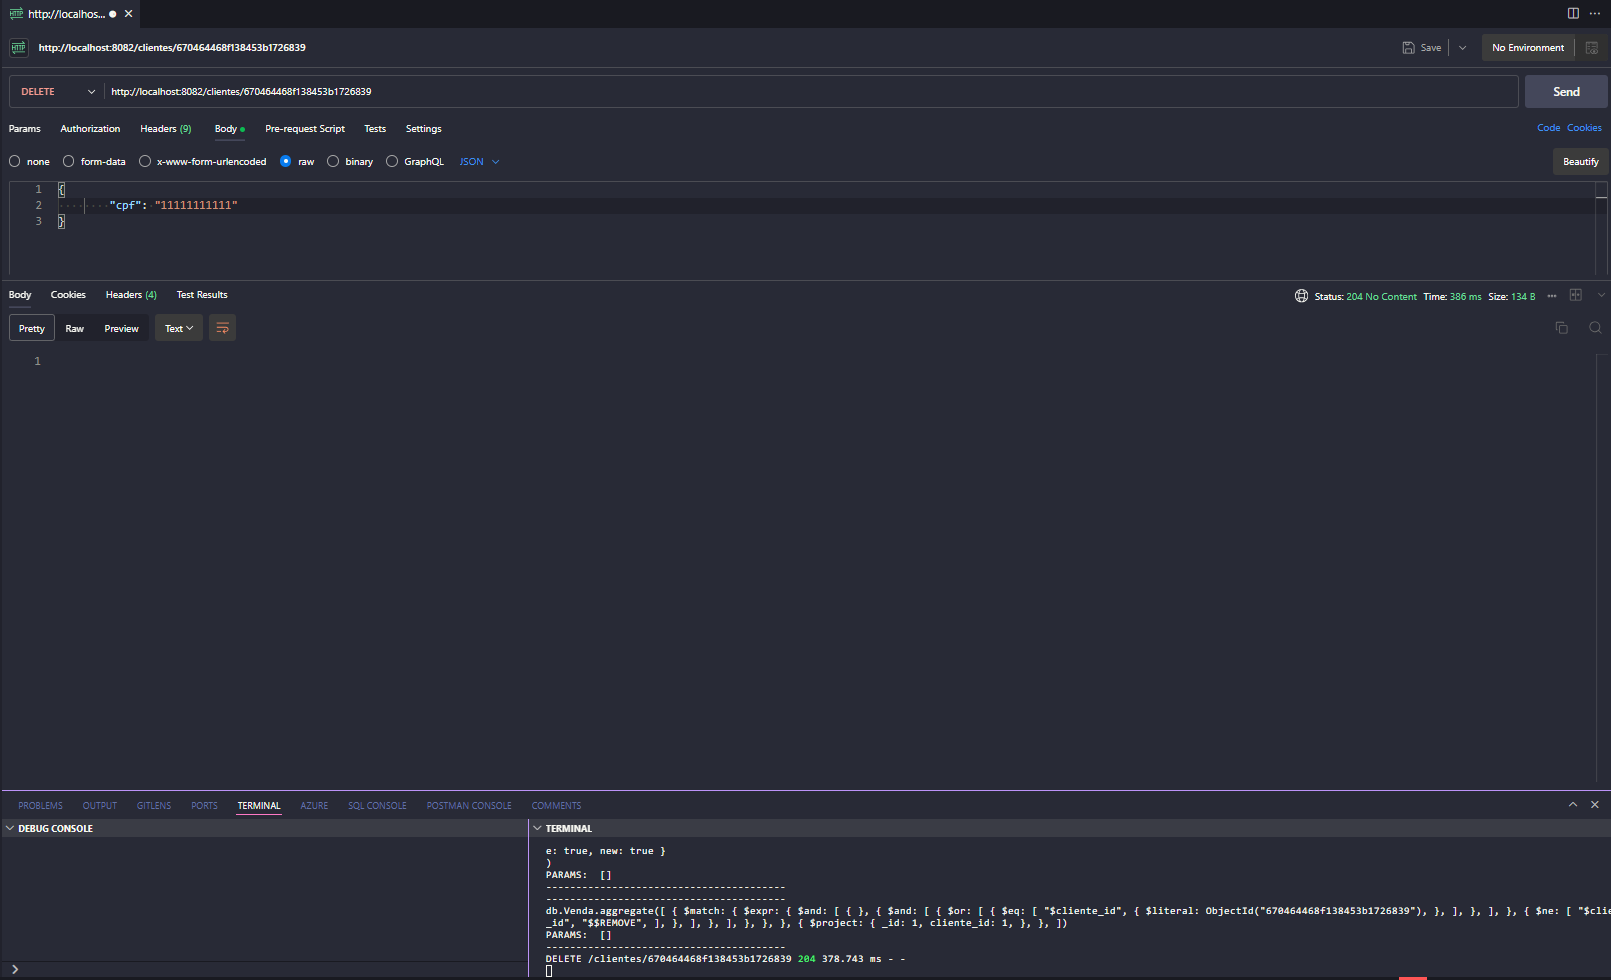 http://localhos...
http://localhost:8082/clientes/670464468f138453b1726839
Save
No Environment
DELETE
http://localhost:8082/clientes/670464468f138453b1726839
Send
Params Authorization Headers (9) Body Pre-request Script Tests Settings
Code Cookies
none form-data x-www-form-urlencoded raw binary GraphQL JSON
Beautify
1 {
2 "cpf": "11111111111"
3 }
Body Cookies Headers (4) Test Results
Status: 204 No Content Time: 386 ms Size: 134 B
Pretty Raw Preview Text
1
PROBLEMS OUTPUT GITLENS PORTS TERMINAL AZURE SQL CONSOLE POSTMAN CONSOLE COMMENTS
DEBUG CONSOLE
TERMINAL
e: true, new: true }
)
PARAMS: []
----------------------------------------
----------------------------------------
db.Venda.aggregate([ { $match: { $expr: { $and: [ { }, { $and: [ { $or: [ { $eq: [ "$cliente_id", { $literal: ObjectId("670464468f138453b1726839"), }, ], }, ], }, { $ne: [ "$clie
_id", "$$REMOVE", ], }, ], }, ], }, }, }, { $project: { _id: 1, cliente_id: 1, }, }, ])
PARAMS: []
----------------------------------------
DELETE /clientes/670464468f138453b1726839 204 378.743 ms - -